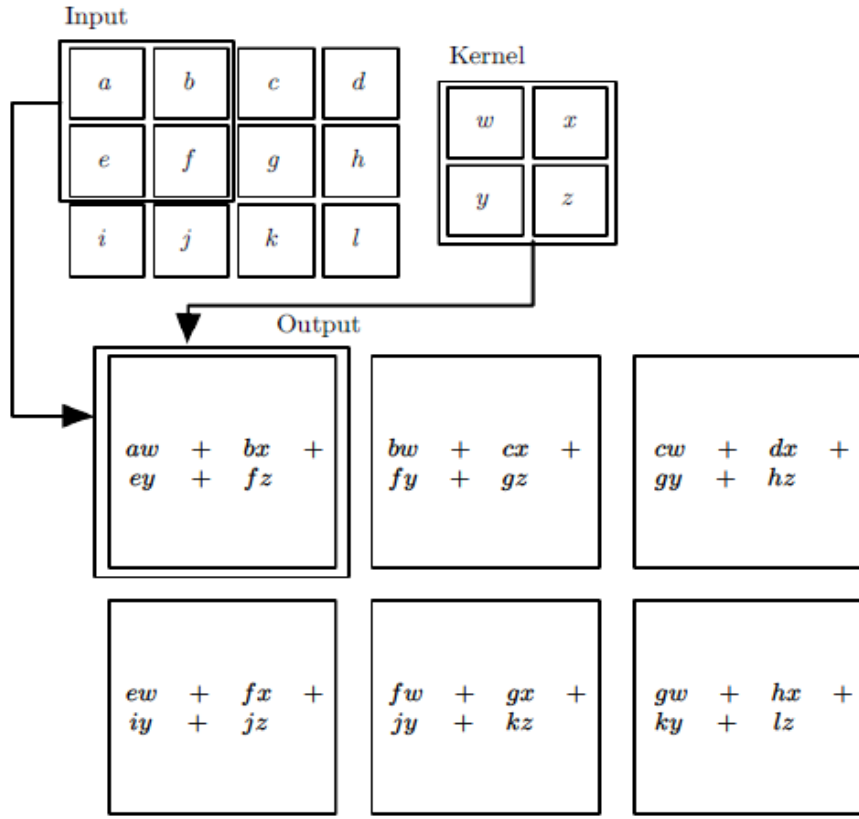 Input
a b c d
Kernel
w x
e f g h
y z
i j k l
Output
aw + bx +
ey + fz
bw + cx +
fy + gz
cw + dx +
gy + hz
ew + fx +
iy + jz
fw + gx +
jy + kz
gw + hx +
ky + lz